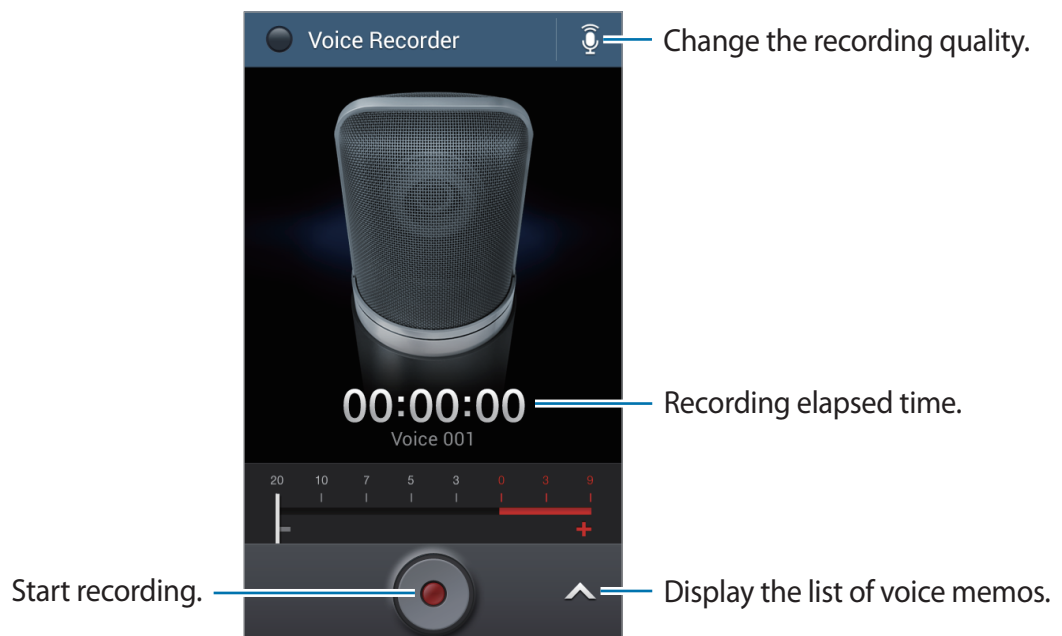 Voice Recorder
Change the recording quality.
00:00:00
Recording elapsed time.
Voice 001
20 10 7 5 3 0 3 9
- +
Start recording.
Display the list of voice memos.